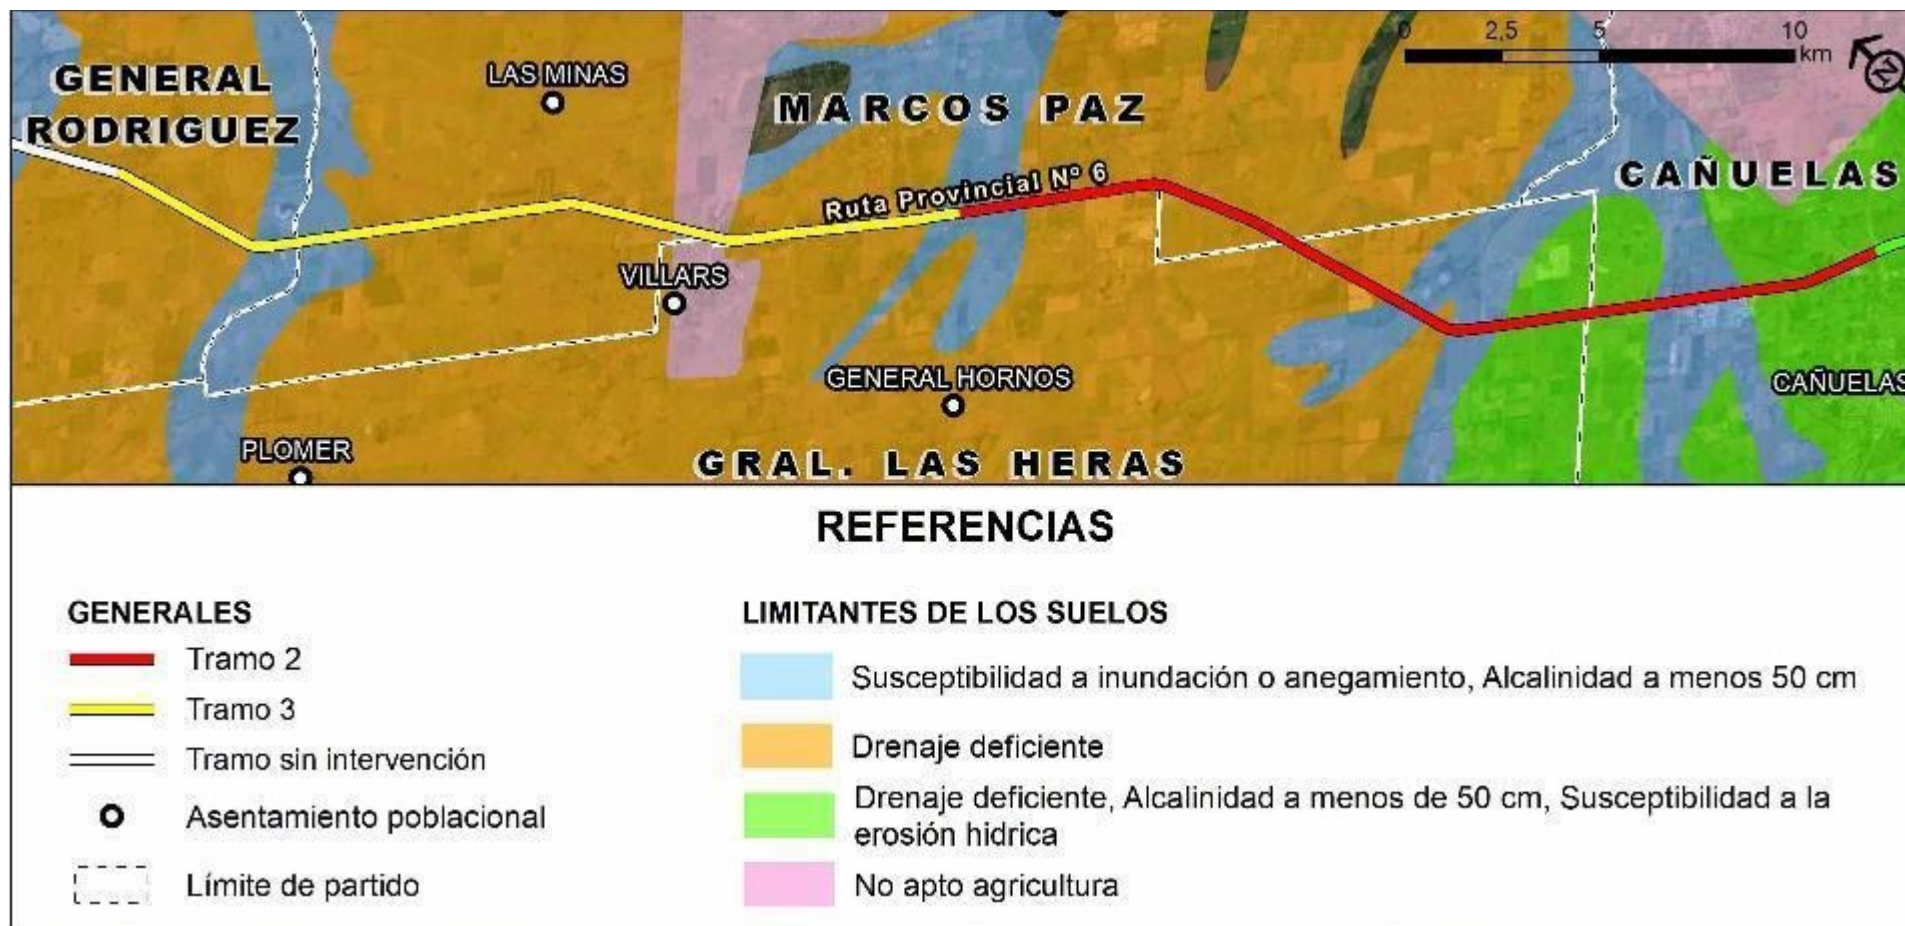 0 2,5 5 10
km
N
GENERAL
RODRIGUEZ
LAS MINAS
MARCOS PAZ
CAÑUELAS
Ruta Provincial Nº 6
VILLARS
GENERAL HORNOS
CAÑUELAS
PLOMER
GRAL. LAS HERAS
REFERENCIAS
GENERALES
Tramo 2
Tramo 3
Tramo sin intervención
Asentamiento poblacional
Límite de partido
LIMITANTES DE LOS SUELOS
Susceptibilidad a inundación o anegamiento, Alcalinidad a menos 50 cm
Drenaje deficiente
Drenaje deficiente, Alcalinidad a menos de 50 cm, Susceptibilidad a la
erosión hidrica
No apto agricultura